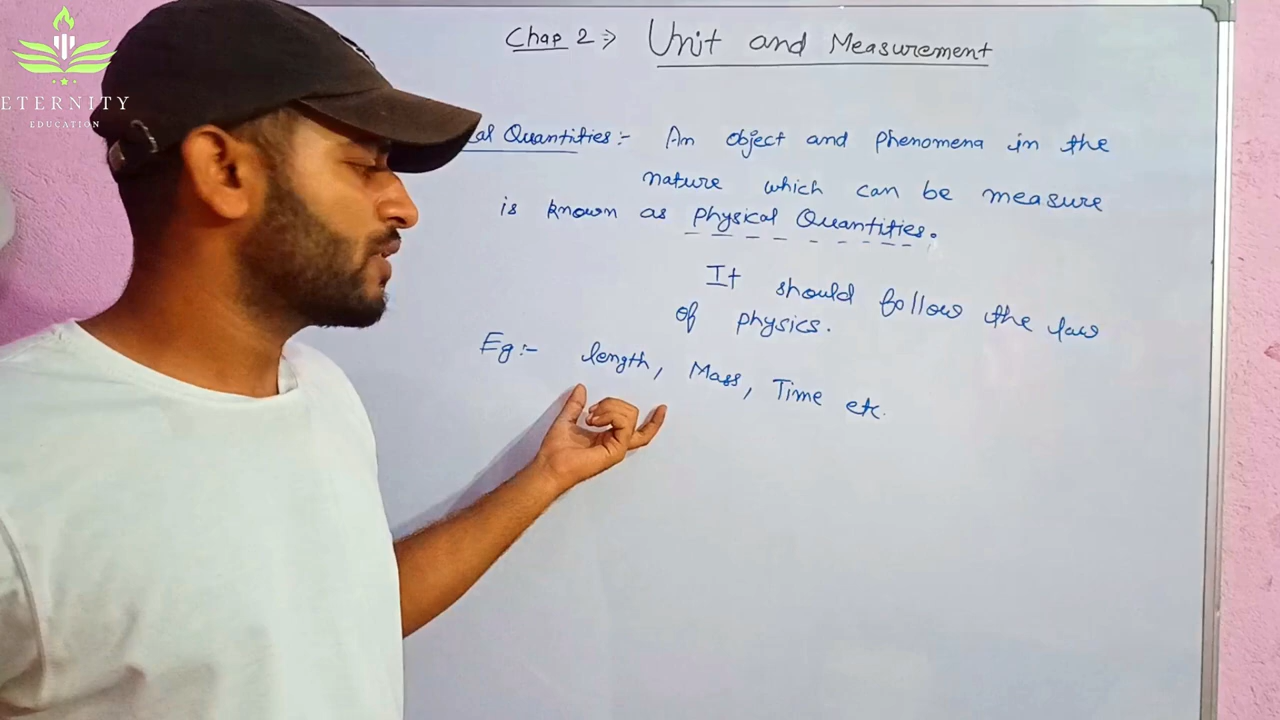 ETERNITY
EDUCATION
Chap 2 ⇒ Unit and Measurement
cal Quantities :- An object and phenomena in the
nature which can be measure
is known as physical Quantities.
It should follow the law
of physics.
Eg :- length, Mass, Time etc.